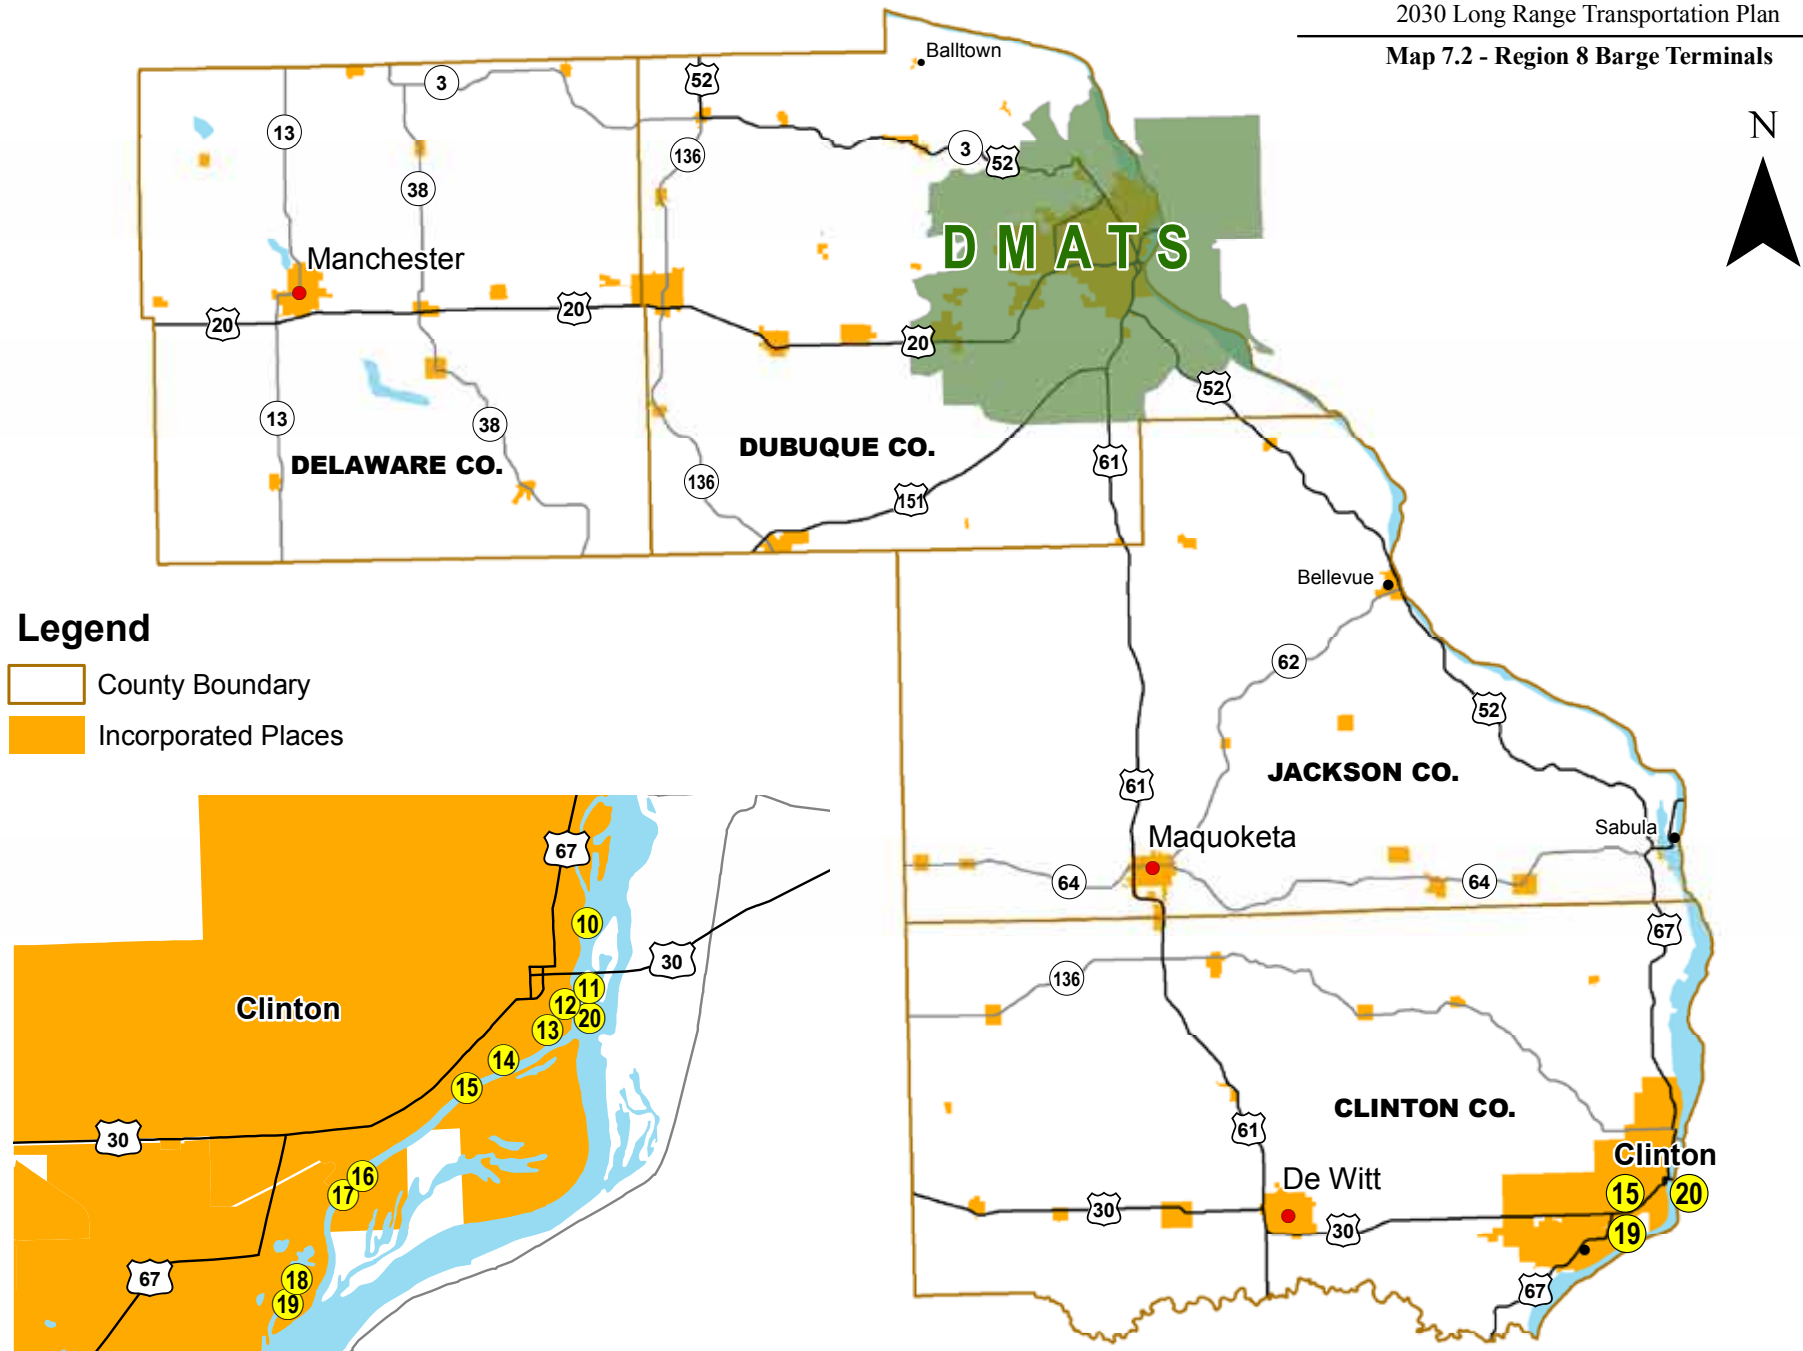 2030 Long Range Transportation Plan
Map 7.2 - Region 8 Barge Terminals
N
Balltown
52
3
13
136
3
52
38
DMATS
Manchester
20
20
20
52
13
38
DELAWARE CO.
DUBUQUE CO.
61
136
151
Bellevue
Legend
County Boundary
Incorporated Places
62
52
JACKSON CO.
61
Maquoketa
Sabula
64
64
67
136
CLINTON CO.
61
Clinton
De Witt
15
20
30
30
19
67
67
10
30
11
Clinton
12
20
13
14
15
30
16
17
67
18
19